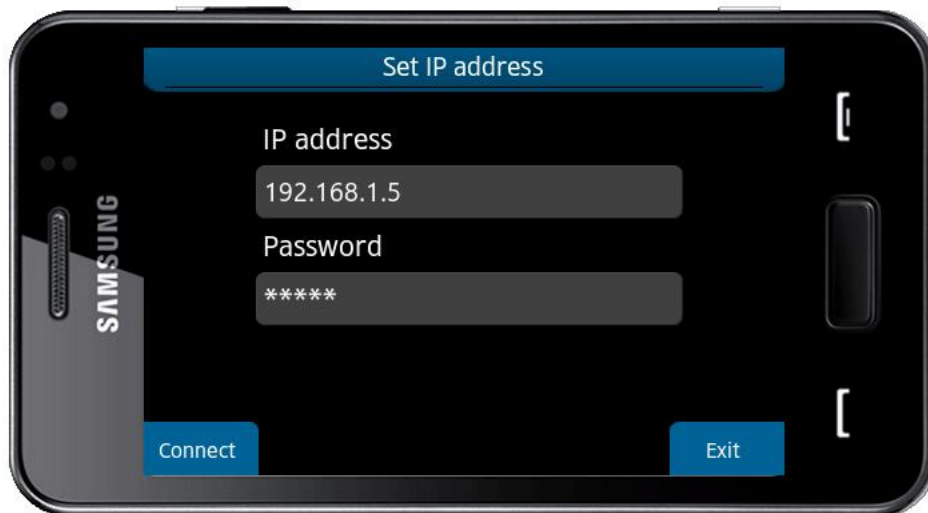 Set IP address
IP address
192.168.1.5
Password
*****
Connect
Exit
SAMSUNG